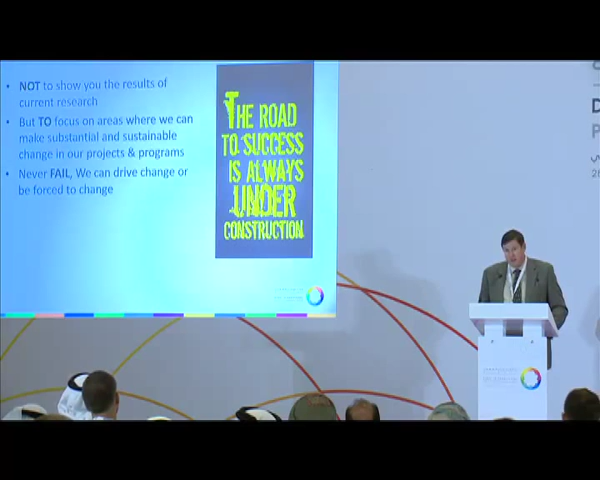 • NOT to show you the results of
current research
• But TO focus on areas where we can
make substantial and sustainable
change in our projects & programs
• Never FAIL, We can drive change or
be forced to change
THE ROAD
TO SUCCESS
IS ALWAYS
UNDER
CONSTRUCTION